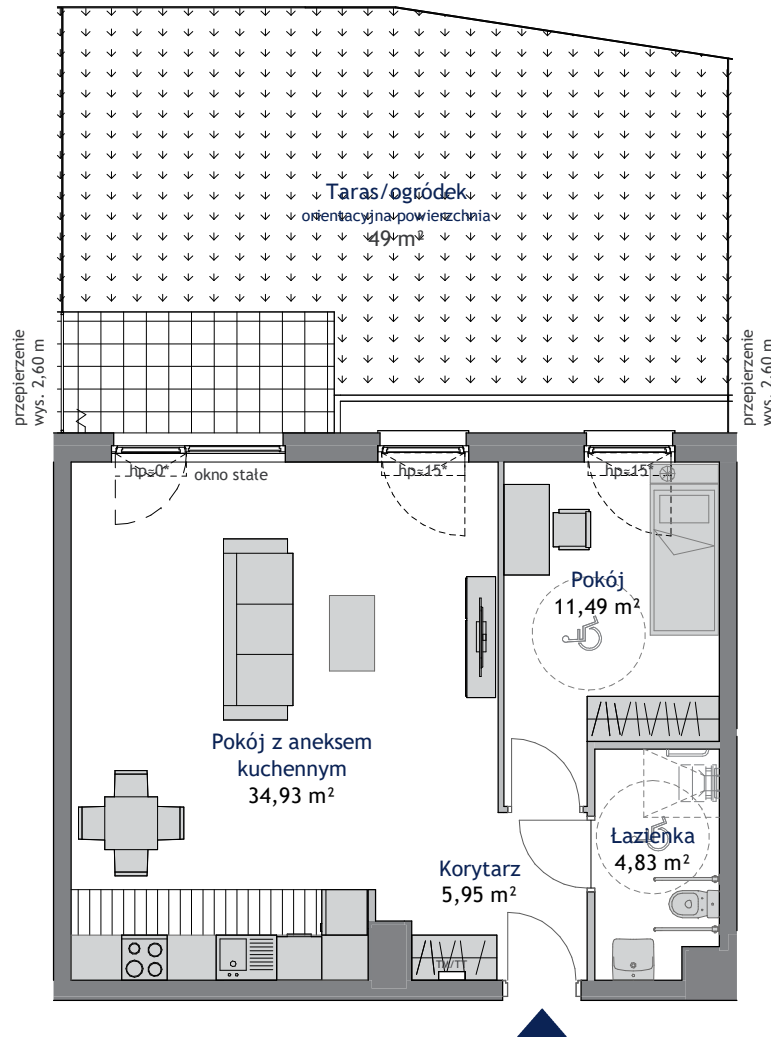 Taras/ogródek
orientacyjna powierzchnia
49 m²
przepierzenie
wys. 2,60 m
przepierzenie
wys. 2,60 m
hp=0*
okno stałe
hp=15*
hp=15*
Pokój
11,49 m²
Pokój z aneksem
kuchennym
34,93 m²
Łazienka
4,83 m²
Korytarz
5,95 m²
TM/TT